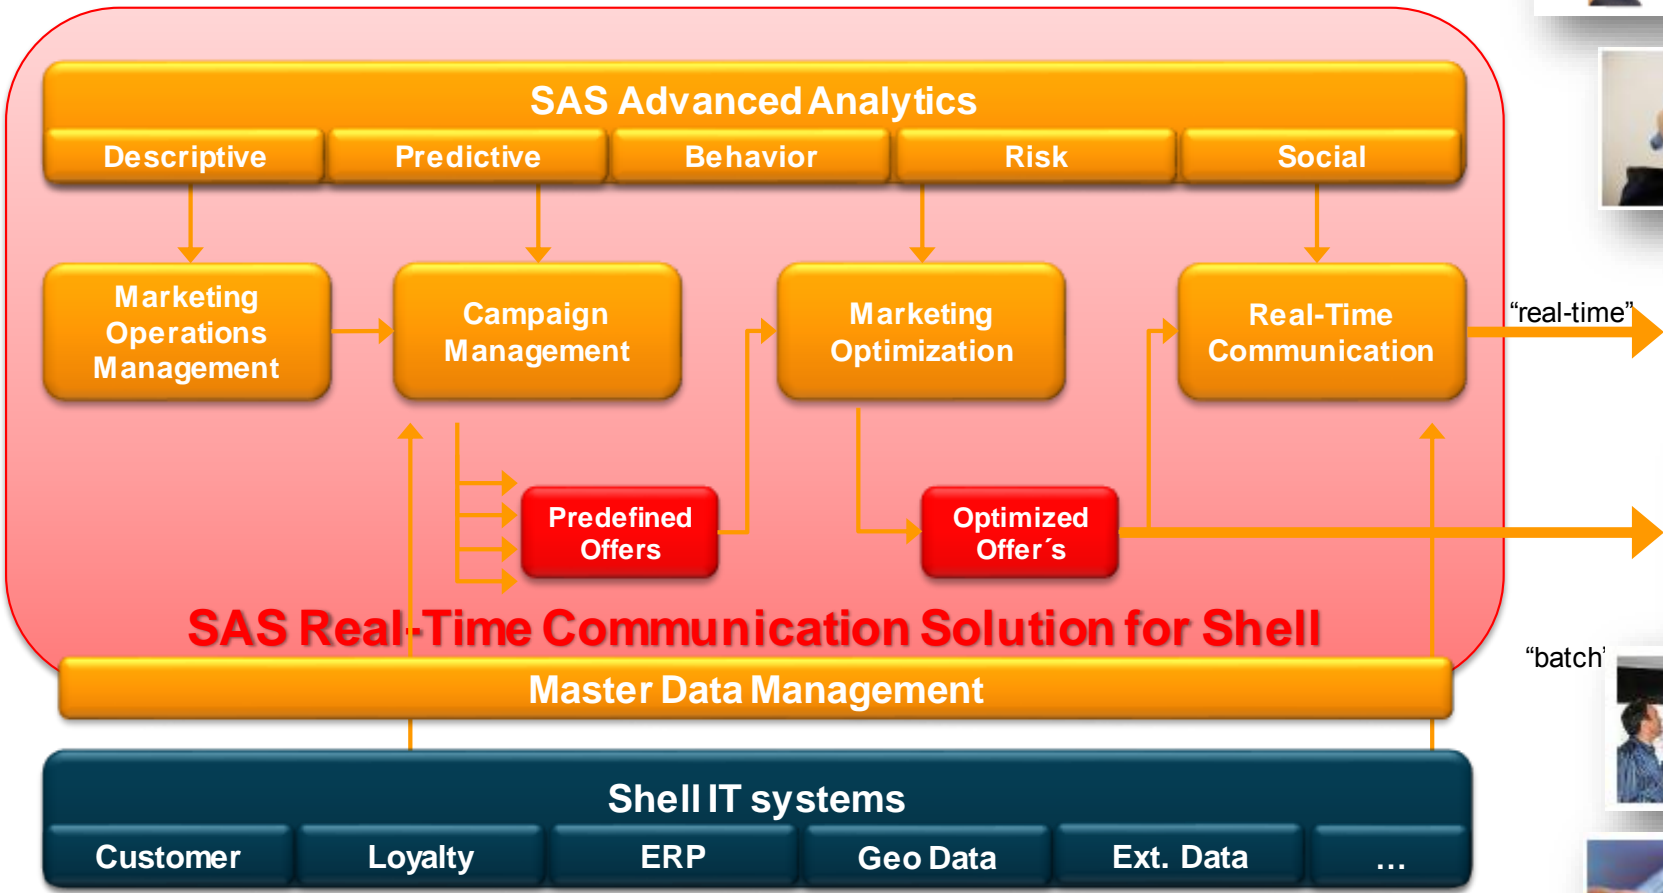 SAS Advanced Analytics
Descriptive
Predictive
Behavior
Risk
Social
Marketing
Operations
Management
Campaign
Management
Marketing
Optimization
Real-Time
Communication
“real-time”
Predefined
Offers
Optimized
Offer´s
SAS Real-Time Communication Solution for Shell
“batch”
Master Data Management
Shell IT systems
Customer
Loyalty
ERP
Geo Data
Ext. Data
…